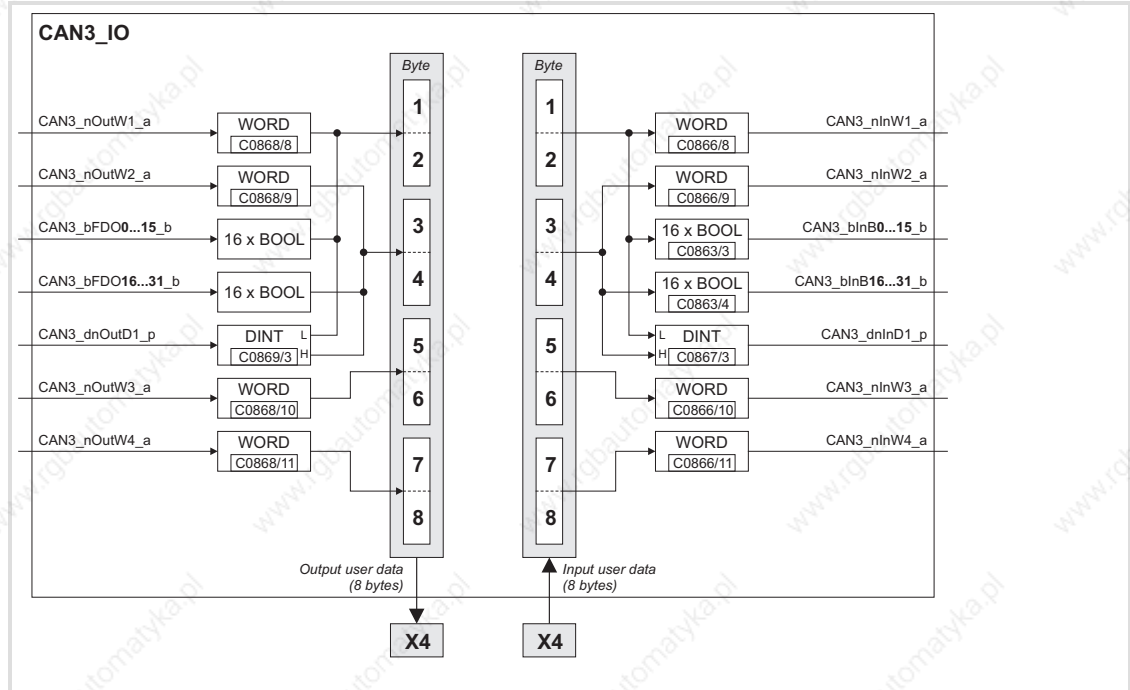 CAN3_IO
Byte
Byte
1
2
3
4
5
6
7
8
1
2
3
4
5
6
7
8
CAN3_nOutW1_a
WORD
C0868/8
CAN3_nOutW2_a
WORD
C0868/9
CAN3_bFDO0...15_b
16 x BOOL
CAN3_bFDO16...31_b
16 x BOOL
CAN3_dnOutD1_p
DINT
L
C0869/3
H
CAN3_nOutW3_a
WORD
C0868/10
CAN3_nOutW4_a
WORD
C0868/11
WORD
C0866/8
CAN3_nInW1_a
WORD
C0866/9
CAN3_nInW2_a
16 x BOOL
C0863/3
CAN3_bInB0...15_b
16 x BOOL
C0863/4
CAN3_bInB16...31_b
L
DINT
H
C0867/3
CAN3_dnInD1_p
WORD
C0866/10
CAN3_nInW3_a
WORD
C0866/11
CAN3_nInW4_a
Output user data
(8 bytes)
Input user data
(8 bytes)
X4
X4
www.rgbautomatyka.pl